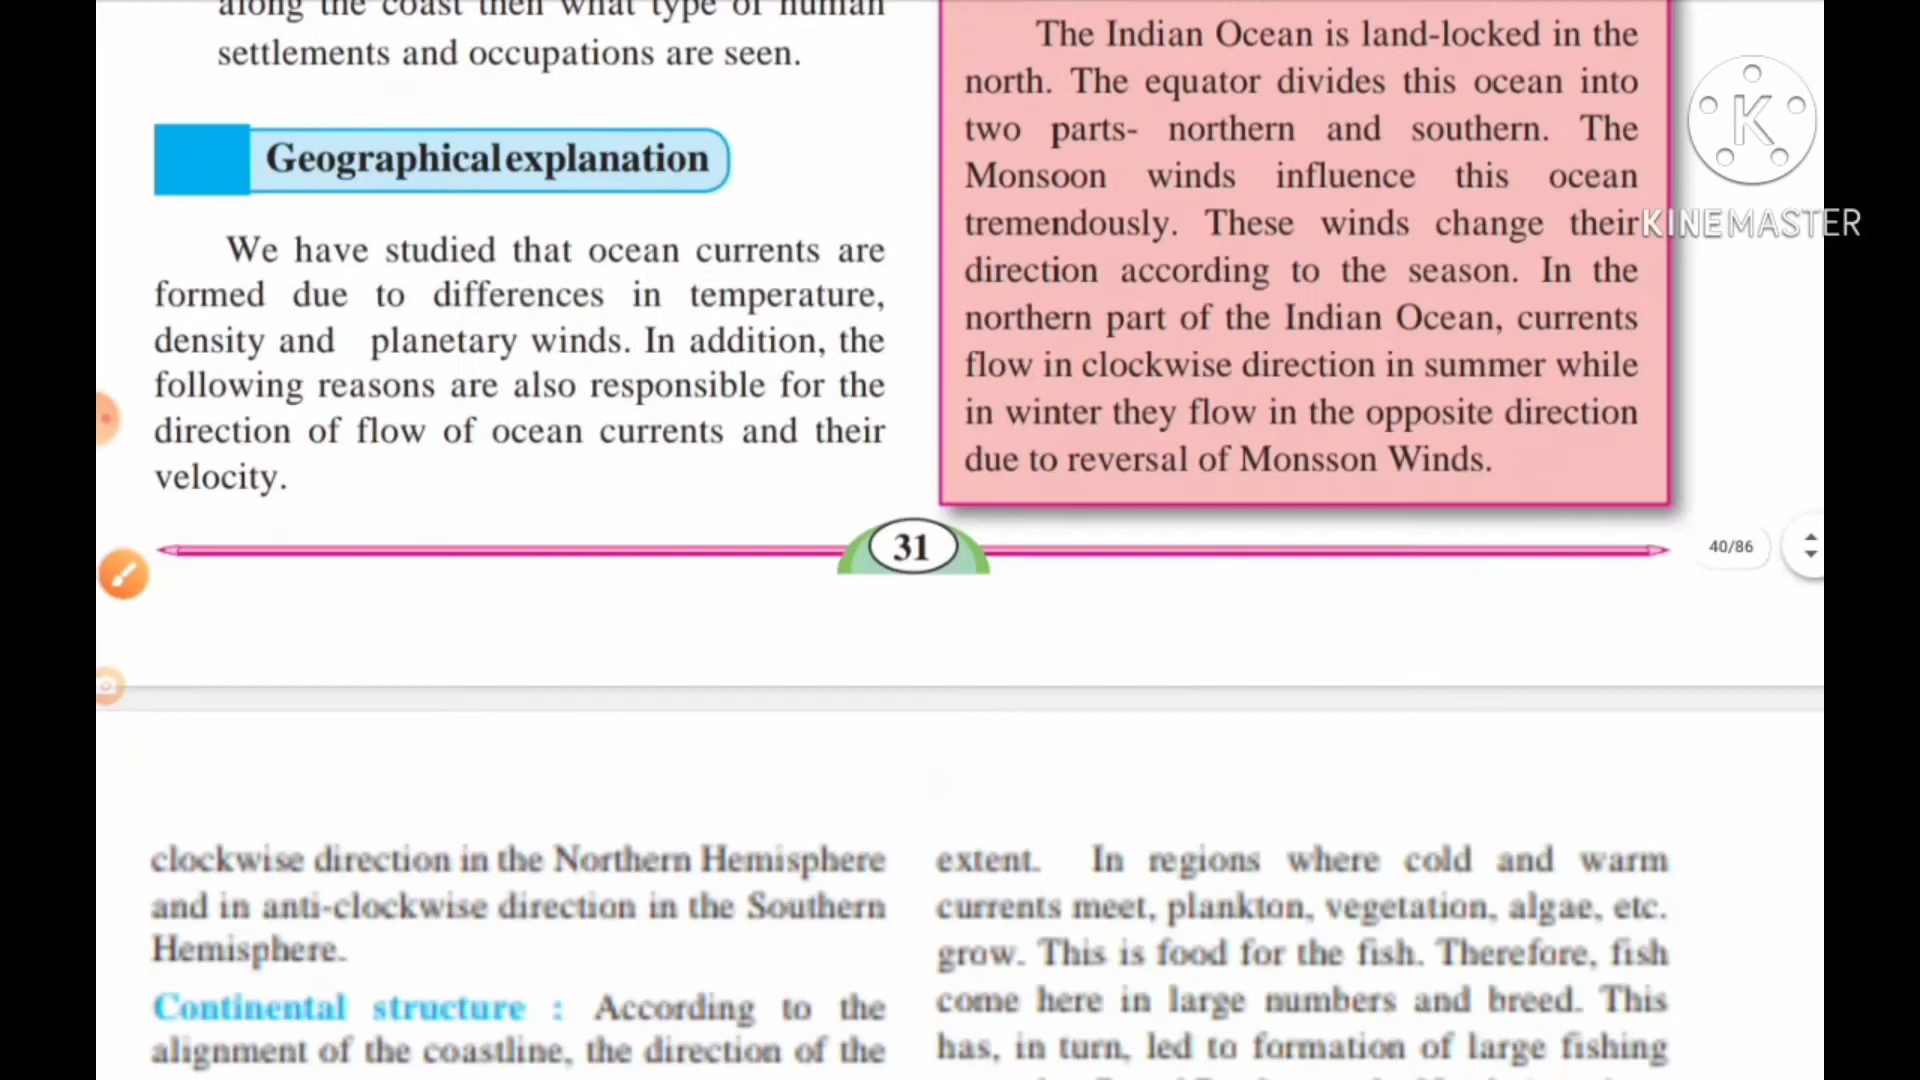 along the coast then what type of human
settlements and occupations are seen.
Geographical explanation
We have studied that ocean currents are
formed due to differences in temperature,
density and planetary winds. In addition, the
following reasons are also responsible for the
direction of flow of ocean currents and their
velocity.
The Indian Ocean is land-locked in the
north. The equator divides this ocean into
two parts- northern and southern. The
Monsoon winds influence this ocean
tremendously. These winds change their
direction according to the season. In the
northern part of the Indian Ocean, currents
flow in clockwise direction in summer while
in winter they flow in the opposite direction
due to reversal of Monsson Winds.
K
KINEMASTER
31
40/86
clockwise direction in the Northern Hemisphere
and in anti-clockwise direction in the Southern
Hemisphere.
Continental structure : According to the
alignment of the coastline, the direction of the
extent. In regions where cold and warm
currents meet, plankton, vegetation, algae, etc.
grow. This is food for the fish. Therefore, fish
come here in large numbers and breed. This
has, in turn, led to formation of large fishing